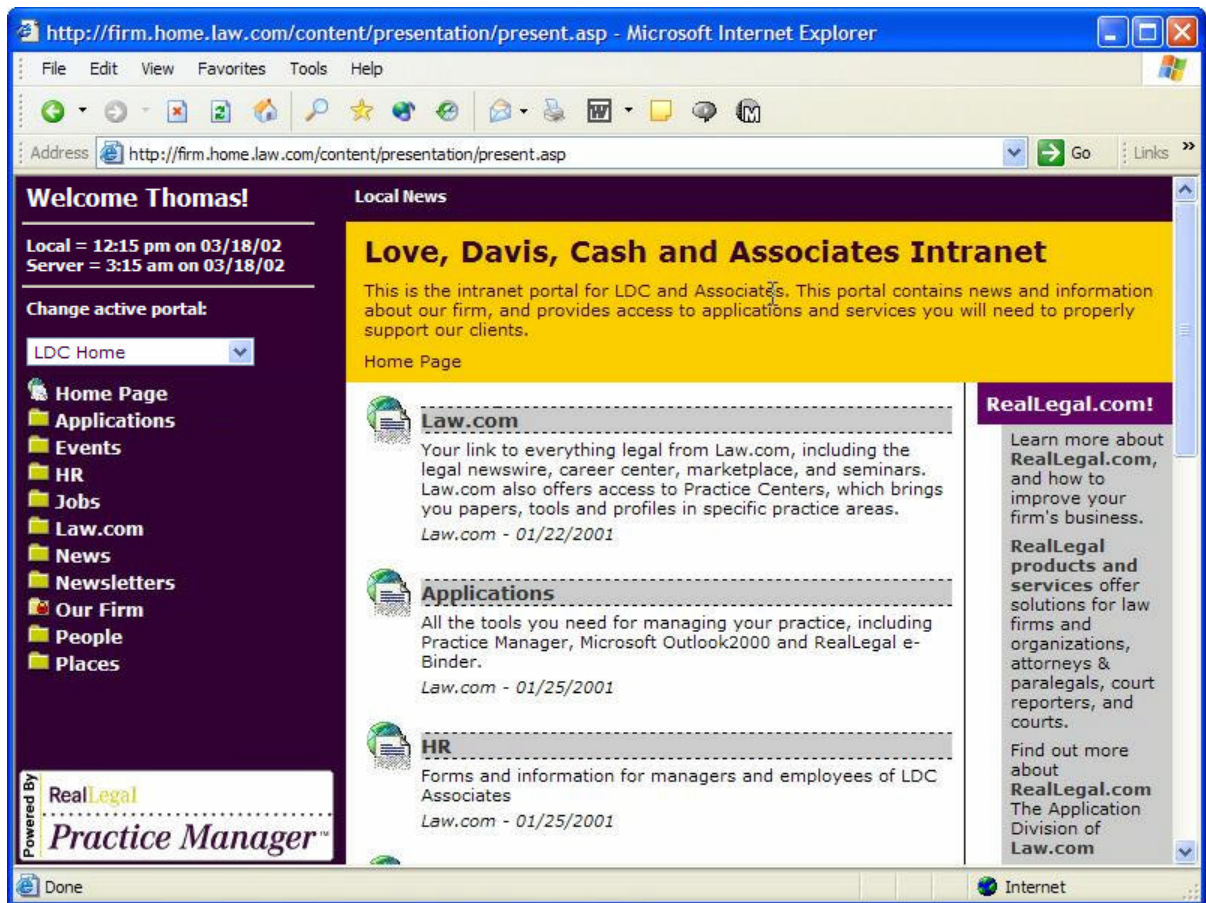 http://firm.home.law.com/content/presentation/present.asp - Microsoft Internet Explorer
File Edit View Favorites Tools Help
Address http://firm.home.law.com/content/presentation/present.asp Go Links »
Welcome Thomas!
Local = 12:15 pm on 03/18/02
Server = 3:15 am on 03/18/02
Change active portal:
LDC Home
Home Page
Applications
Events
HR
Jobs
Law.com
News
Newsletters
Our Firm
People
Places
Powered By
RealLegal
Practice Manager™
Local News
Love, Davis, Cash and Associates Intranet
This is the intranet portal for LDC and Associates. This portal contains news and information
about our firm, and provides access to applications and services you will need to properly
support our clients.
Home Page
Law.com
Your link to everything legal from Law.com, including the
legal newswire, career center, marketplace, and seminars.
Law.com also offers access to Practice Centers, which brings
you papers, tools and profiles in specific practice areas.
Law.com - 01/22/2001
Applications
All the tools you need for managing your practice, including
Practice Manager, Microsoft Outlook2000 and RealLegal e-
Binder.
Law.com - 01/25/2001
HR
Forms and information for managers and employees of LDC
Associates
Law.com - 01/25/2001
RealLegal.com!
Learn more about
RealLegal.com,
and how to
improve your
firm's business.
RealLegal
products and
services offer
solutions for law
firms and
organizations,
attorneys &
paralegals, court
reporters, and
courts.
Find out more
about
RealLegal.com
The Application
Division of
Law.com
Done
Internet